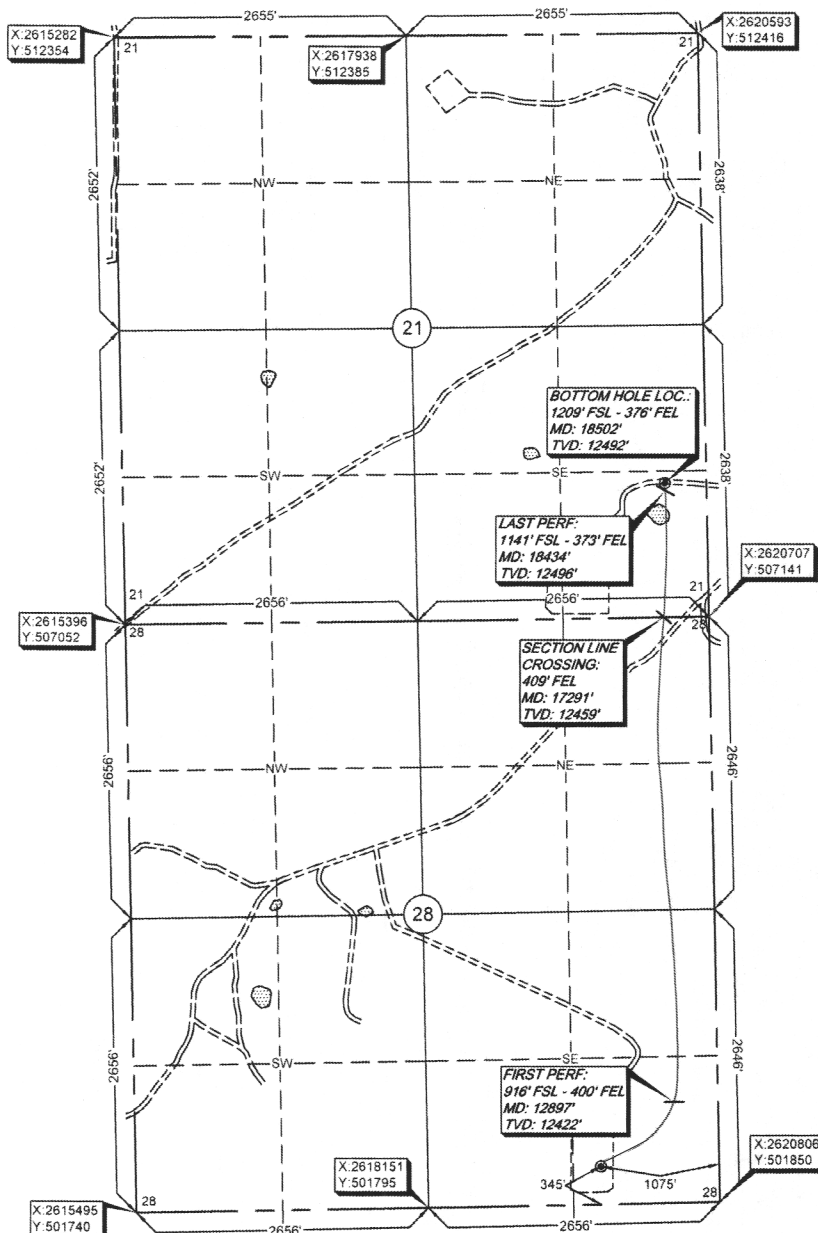 2655'
2655'
X:2615282
Y:512354
X:2617938
Y:512385
X:2620593
Y:512416
21
21
2652'
NW
NE
2638'
21
BOTTOM HOLE LOC.:
1209' FSL - 376' FEL
MD: 18502'
TVD: 12492'
2652'
SW
SE
2638'
LAST PERF:
1141' FSL - 373' FEL
MD: 18434'
TVD: 12496'
X:2620707
Y:507141
21
2656'
2656'
21
X:2615396
Y:507052
28
28
SECTION LINE
CROSSING:
409' FEL
MD: 17291'
TVD: 12459'
2656'
NW
NE
2646'
28
2656'
SW
SE
2646'
FIRST PERF:
916' FSL - 400' FEL
MD: 12897'
TVD: 12422'
X:2618151
Y:501795
345'
1075'
X:2620806
Y:501850
28
28
X:2615495
Y:501740
2656'
2656'